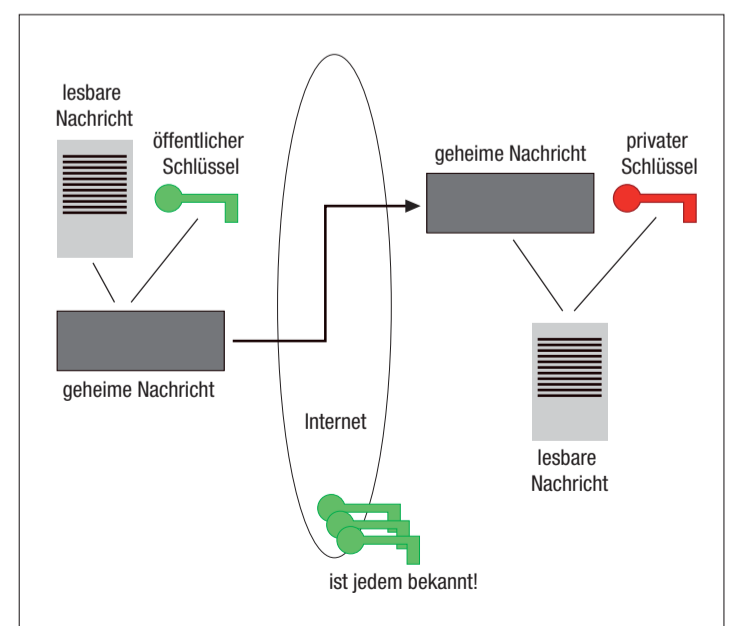 lesbare
Nachricht
öffentlicher
Schlüssel
geheime Nachricht
Internet
ist jedem bekannt!
geheime Nachricht
privater
Schlüssel
lesbare
Nachricht